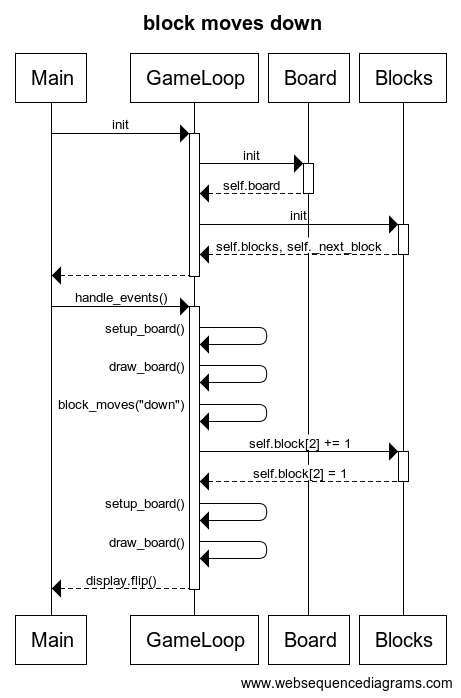 block moves down
Main GameLoop Board Blocks
init
init
self.board
init
self.blocks, self._next_block
handle_events()
setup_board()
draw_board()
block_moves("down")
self.block[2] += 1
self.block[2] = 1
setup_board()
draw_board()
display.flip()
Main GameLoop Board Blocks
www.websequencediagrams.com